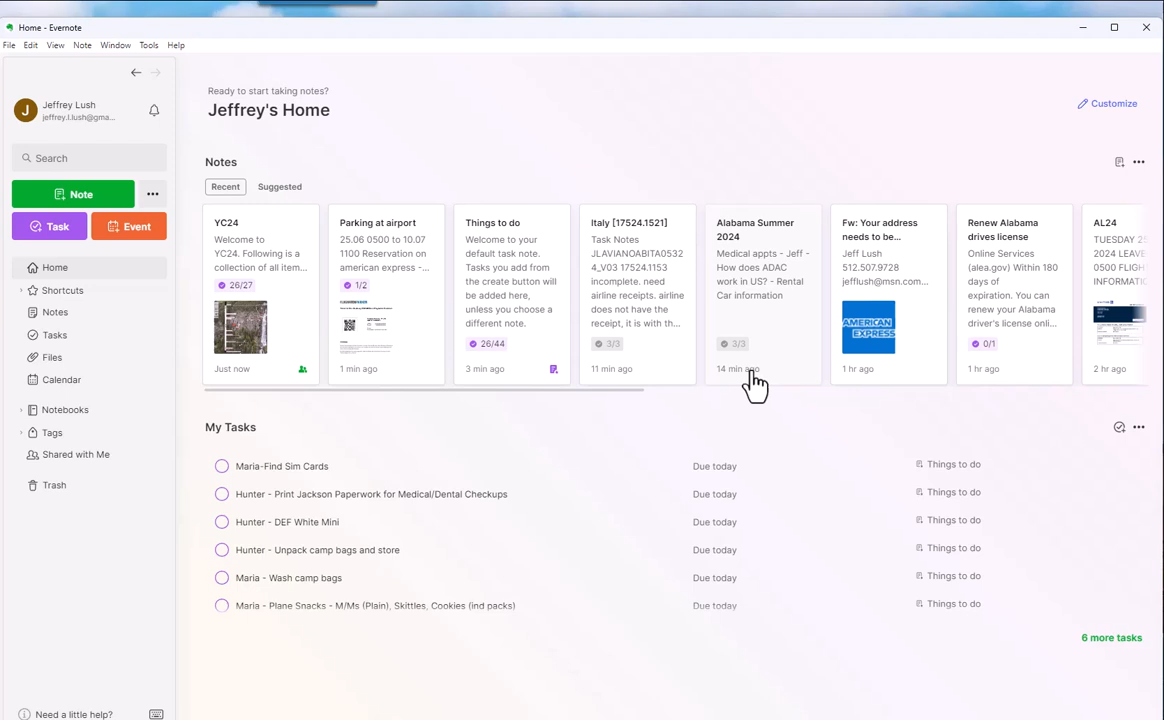 Home - Evernote
File Edit View Note Window Tools Help
J
Jeffrey Lush
jeffrey.l.lush@gma...
Search
Note
Task
Event
Home
Shortcuts
Notes
Tasks
Files
Calendar
Notebooks
Tags
Shared with Me
Trash
Need a little help?
Ready to start taking notes?
Jeffrey's Home
Customize
Notes
Recent Suggested
YC24
Welcome to
YC24. Following is a
collection of all item...
26/27
Just now
Parking at airport
25.06 0500 to 10.07
1100 Reservation on
american express -...
1/2
1 min ago
Things to do
Welcome to your
default task note.
Tasks you add from
the create button will
be added here,
unless you choose a
different note.
26/44
3 min ago
Italy [17524.1521]
Task Notes
JLAVIANOABITA0532
4_V03 17524.1153
incomplete. need
airline receipts. airline
does not have the
receipt, it is with th...
3/3
11 min ago
Alabama Summer
2024
Medical appts - Jeff -
How does ADAC
work in US? - Rental
Car information
3/3
14 min ago
Fw: Your address
needs to be...
Jeff Lush
512.507.9728
jefflush@msn.com...
AMERICAN
EXPRESS
1 hr ago
Renew Alabama
drives license
Online Services
(alea.gov) Within 180
days of
expiration. You can
renew your Alabama
driver's license onli...
0/1
1 hr ago
AL24
TUESDAY 25
2024 LEAVE
0500 FLIGH
INFORMATIO
2 hr ago
My Tasks
Maria-Find Sim Cards Due today Things to do
Hunter - Print Jackson Paperwork for Medical/Dental Checkups Due today Things to do
Hunter - DEF White Mini Due today Things to do
Hunter - Unpack camp bags and store Due today Things to do
Maria - Wash camp bags Due today Things to do
Maria - Plane Snacks - M/Ms (Plain), Skittles, Cookies (ind packs) Due today Things to do
6 more tasks